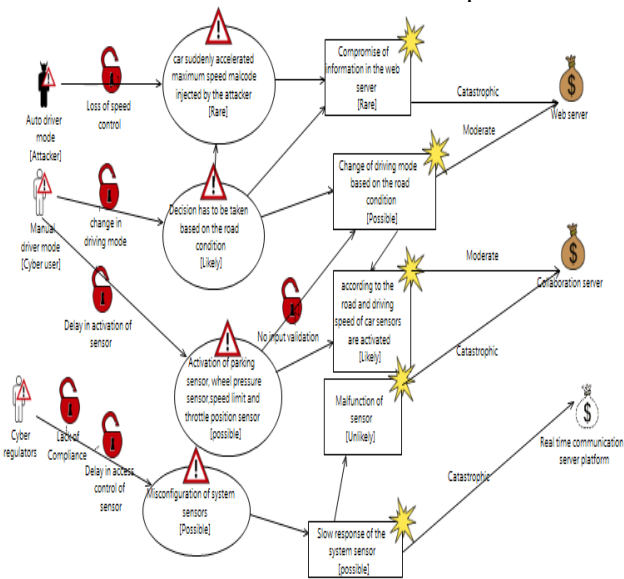 car suddenly accerelated
maximum speed malcode
injected by the attacker
[Rare]
Compromise of
information in the web
server
[Rare]
Catastrophic
Web server
Loss of speed
control
Auto driver
mode
[Attacker]
Moderate
Change of driving mode
based on the road
condition
[Possible]
Decision has to be taken
based on the road
condition
[Likely]
change in
driving mode
Manual
driver mode
[Cyber user]
Moderate
Collaboration server
according to the
road and driving
speed of car sensors
are activated
[Likely]
Delay in activation of
sensor
No input validation
Catastrophic
Activation of parking
sensor, wheel pressure
sensor,speed limit and
throttle position sensor
[possible]
Malfunction of
sensor
[Unlikely]
Cyber
regulators
Lack of
Compliance
Delay in access
control of
sensor
Real time communication
server platform
Catastrophic
Misconfiguration of system
sensors
[Possible]
Slow response of the
system sensor
[possible]